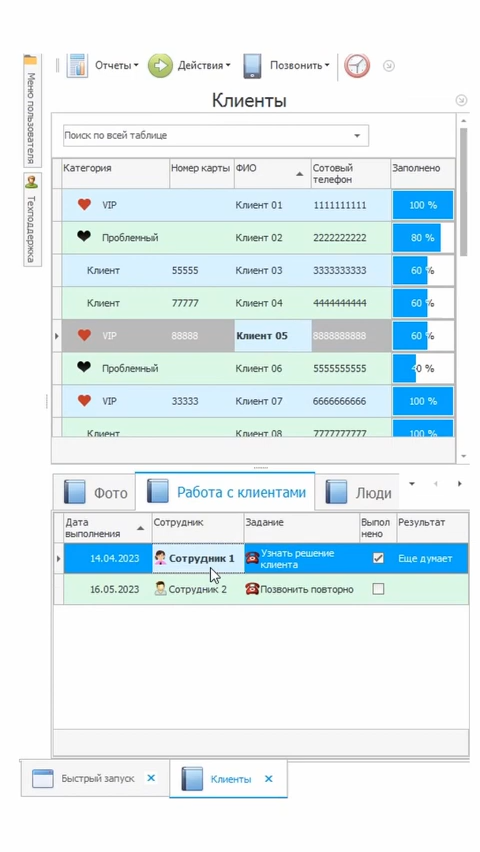 Отчеты
Действия
Позвонить
Меню пользователя
Техподдержка
Клиенты
Поиск по всей таблице
Категория Номер карты ФИО Сотовый телефон Заполнено
VIP Клиент 01 1111111111 100 %
Проблемный Клиент 02 2222222222 80 %
Клиент 55555 Клиент 03 3333333333 60 %
Клиент 77777 Клиент 04 4444444444 60 %
VIP 88888 Клиент 05 8888888888 60 %
Проблемный Клиент 06 5555555555 40 %
VIP 33333 Клиент 07 6666666666 100 %
Клиент Клиент 08 7777777777 100 %
Фото
Работа с клиентами
Люди
Дата выполнения Сотрудник Задание Выполнено Результат
14.04.2023 Сотрудник 1 Узнать решение клиента Еще думает
16.05.2023 Сотрудник 2 Позвонить повторно
Быстрый запуск
Клиенты